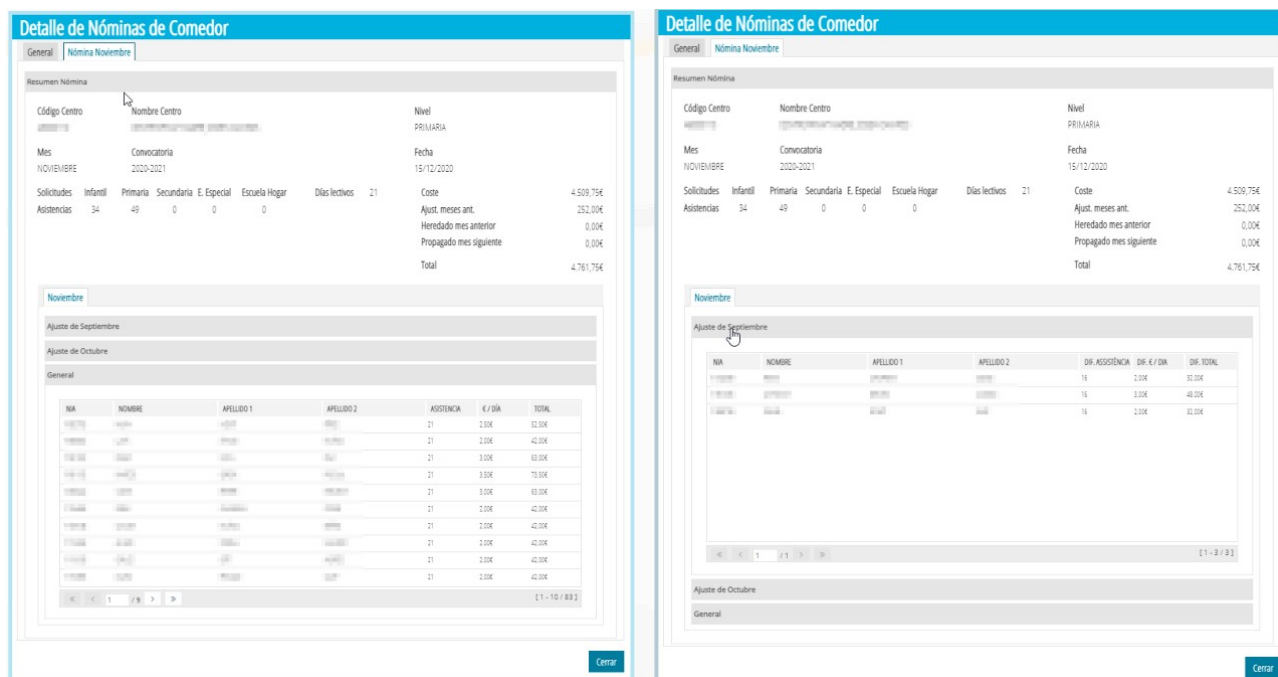 Detalle de Nóminas de Comedor
General Nómina Noviembre
Resumen Nómina
Código Centro Nombre Centro Nivel
PRIMARIA
Mes Convocatoria Fecha
NOVIEMBRE 2020-2021 15/12/2020
Solicitudes Infantil Primaria Secundaria E. Especial Escuela Hogar Días lectivos 21 Coste 4.509,75€
Asistencias 34 49 0 0 0 Ajust. meses ant. 252,00€
Heredado mes anterior 0,00€
Propagado mes siguiente 0,00€
Total 4.761,75€
Noviembre
Ajuste de Septiembre
Ajuste de Octubre
General
NIA NOMBRE APELLIDO 1 APELLIDO 2 ASISTENCIA € / DÍA TOTAL
21 2.50€ 52.50€
21 2.00€ 42.00€
21 3.00€ 63.00€
21 3.50€ 73.50€
21 3.00€ 63.00€
21 2.00€ 42.00€
21 2.00€ 42.00€
21 2.00€ 42.00€
21 2.00€ 42.00€
21 2.00€ 42.00€
« < 1 / 9 > » [ 1 - 10 / 83 ]
Cerrar
Detalle de Nóminas de Comedor
General Nómina Noviembre
Resumen Nómina
Código Centro Nombre Centro Nivel
PRIMARIA
Mes Convocatoria Fecha
NOVIEMBRE 2020-2021 15/12/2020
Solicitudes Infantil Primaria Secundaria E. Especial Escuela Hogar Días lectivos 21 Coste 4.509,75€
Asistencias 34 49 0 0 0 Ajust. meses ant. 252,00€
Heredado mes anterior 0,00€
Propagado mes siguiente 0,00€
Total 4.761,75€
Noviembre
Ajuste de Septiembre
NIA NOMBRE APELLIDO 1 APELLIDO 2 DIF. ASSISTÈNCIA DIF. € / DIA DIF. TOTAL
16 2.00€ 32.00€
16 3.00€ 48.00€
16 2.00€ 32.00€
« < 1 / 1 > » [ 1 - 3 / 3 ]
Ajuste de Octubre
General
Cerrar